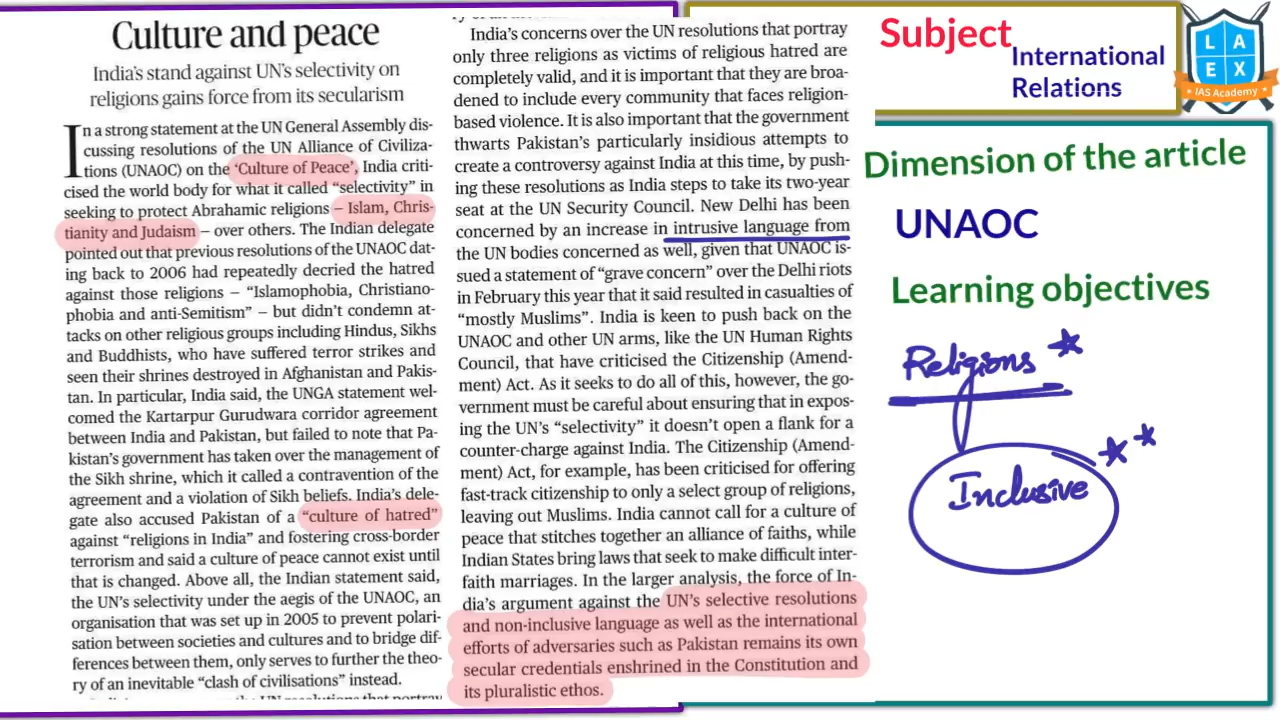 Culture and peace
India's stand against UN's selectivity on
religions gains force from its secularism
In a strong statement at the UN General Assembly dis-
cussing resolutions of the UN Alliance of Civiliza-
tions (UNAOC) on the 'Culture of Peace', India criti-
cised the world body for what it called "selectivity" in
seeking to protect Abrahamic religions – Islam, Chris-
tianity and Judaism – over others. The Indian delegate
pointed out that previous resolutions of the UNAOC dat-
ing back to 2006 had repeatedly decried the hatred
against those religions – "Islamophobia, Christiano-
phobia and anti-Semitism" – but didn't condemn at-
tacks on other religious groups including Hindus, Sikhs
and Buddhists, who have suffered terror strikes and
seen their shrines destroyed in Afghanistan and Pakis-
tan. In particular, India said, the UNGA statement wel-
comed the Kartarpur Gurudwara corridor agreement
between India and Pakistan, but failed to note that Pa-
kistan's government has taken over the management of
the Sikh shrine, which it called a contravention of the
agreement and a violation of Sikh beliefs. India's dele-
gate also accused Pakistan of a "culture of hatred"
against "religions in India" and fostering cross-border
terrorism and said a culture of peace cannot exist until
that is changed. Above all, the Indian statement said,
the UN's selectivity under the aegis of the UNAOC, an
organisation that was set up in 2005 to prevent polari-
sation between societies and cultures and to bridge dif-
ferences between them, only serves to further the theo-
ry of an inevitable "clash of civilisations" instead.
India's concerns over the UN resolutions that portray
only three religions as victims of religious hatred are
completely valid, and it is important that they are broa-
dened to include every community that faces religion-
based violence. It is also important that the government
thwarts Pakistan's particularly insidious attempts to
create a controversy against India at this time, by push-
ing these resolutions as India steps to take its two-year
seat at the UN Security Council. New Delhi has been
concerned by an increase in intrusive language from
the UN bodies concerned as well, given that UNAOC is-
sued a statement of "grave concern" over the Delhi riots
in February this year that it said resulted in casualties of
"mostly Muslims". India is keen to push back on the
UNAOC and other UN arms, like the UN Human Rights
Council, that have criticised the Citizenship (Amend-
ment) Act. As it seeks to do all of this, however, the go-
vernment must be careful about ensuring that in expos-
ing the UN's "selectivity" it doesn't open a flank for a
counter-charge against India. The Citizenship (Amend-
ment) Act, for example, has been criticised for offering
fast-track citizenship to only a select group of religions,
leaving out Muslims. India cannot call for a culture of
peace that stitches together an alliance of faiths, while
Indian States bring laws that seek to make difficult inter-
faith marriages. In the larger analysis, the force of In-
dia's argument against the UN's selective resolutions
and non-inclusive language as well as the international
efforts of adversaries such as Pakistan remains its own
secular credentials enshrined in the Constitution and
its pluralistic ethos.
Subject
International
Relations
L A
E X
IAS Academy
Dimension of the article
UNAOC
Learning objectives
Religions
Inclusive